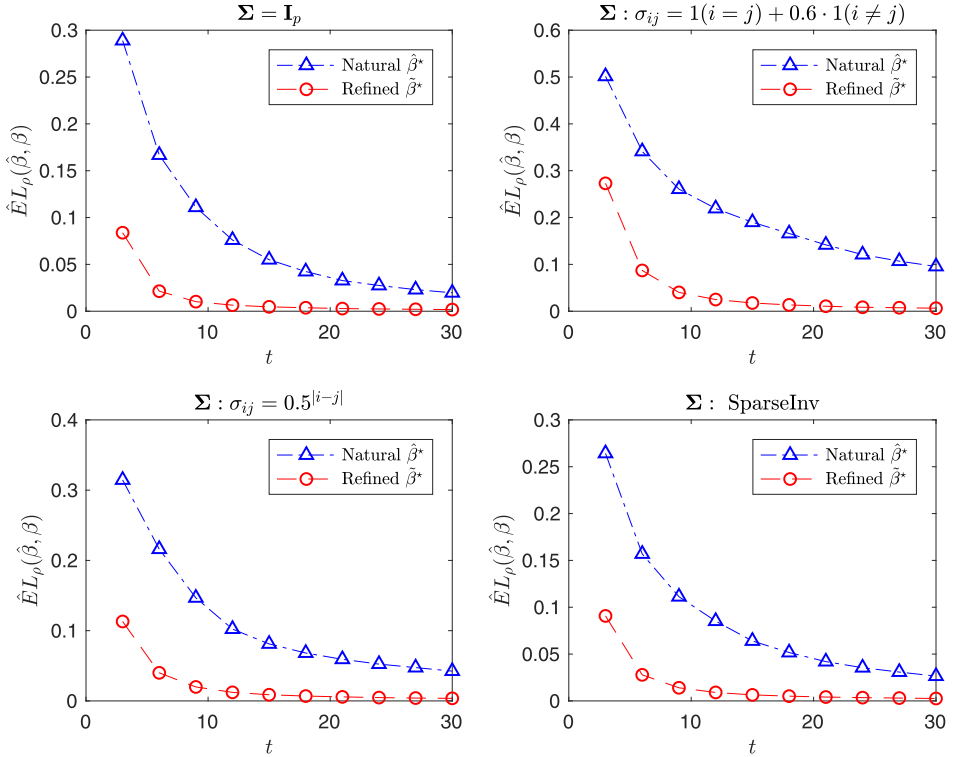 Σ = I_p
0.3
0.25
0.2
0.15
0.1
0.05
0
0 10 20 30
t
ÊL_ρ(β̂, β)
Natural β̂⋆
Refined β̃⋆
Σ : σ_ij = 1(i = j) + 0.6 · 1(i ≠ j)
0.6
0.5
0.4
0.3
0.2
0.1
0
0 10 20 30
t
ÊL_ρ(β̂, β)
Natural β̂⋆
Refined β̃⋆
Σ : σ_ij = 0.5^|i−j|
0.4
0.3
0.2
0.1
0
0 10 20 30
t
ÊL_ρ(β̂, β)
Natural β̂⋆
Refined β̃⋆
Σ : SparseInv
0.3
0.25
0.2
0.15
0.1
0.05
0
0 10 20 30
t
ÊL_ρ(β̂, β)
Natural β̂⋆
Refined β̃⋆